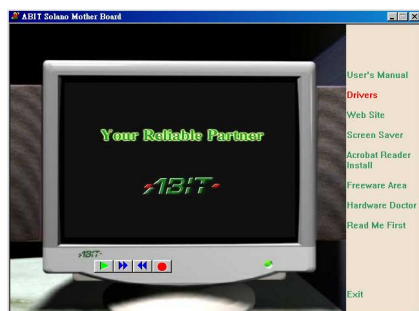 ABIT Solano Mother Board
User's Manual
Drivers
Web Site
Screen Saver
Acrobat Reader
Install
Freeware Area
Hardware Doctor
Read Me First
Exit
Your Reliable Partner
ABIT
ABIT